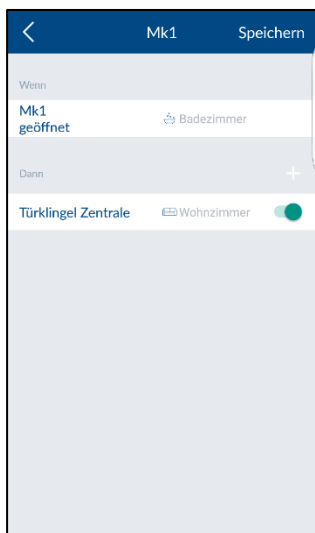 Mk1 Speichern
Wenn
Mk1 geöffnet Badezimmer
Dann
Türklingel Zentrale Wohnzimmer